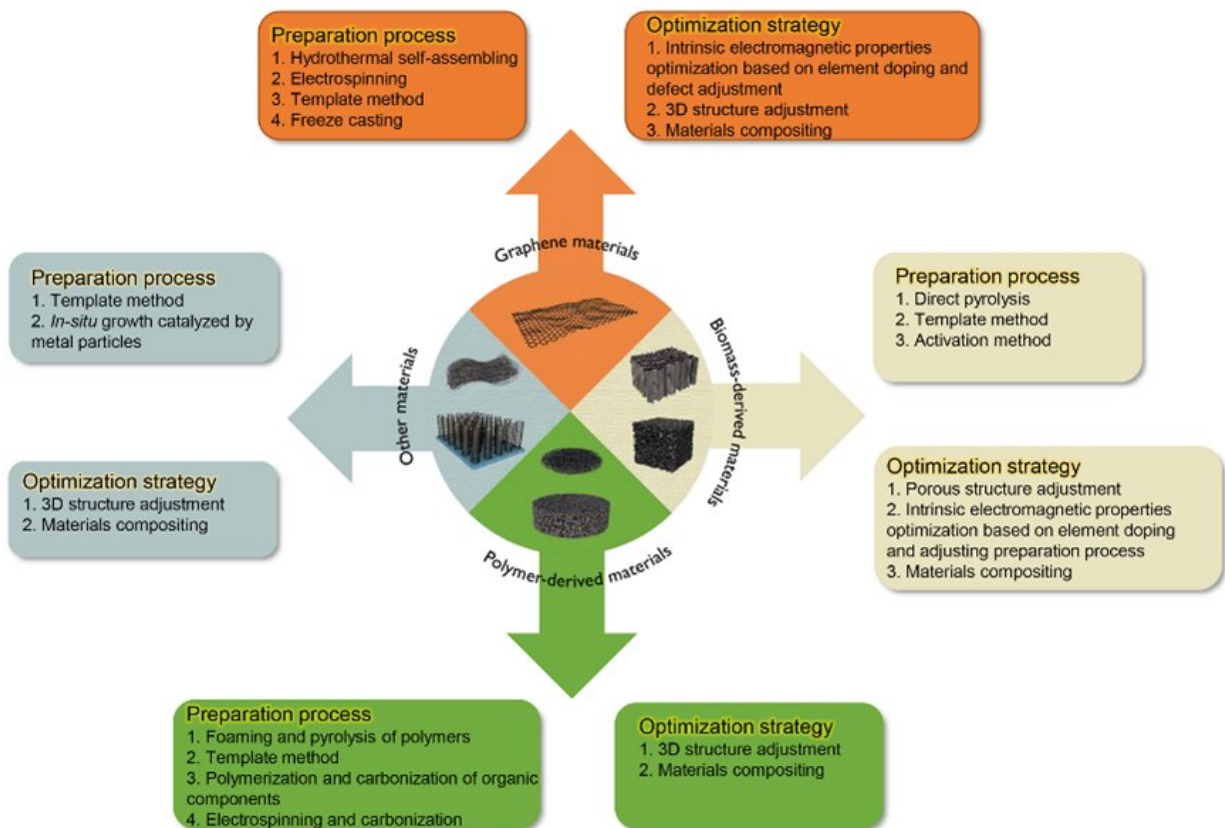 Preparation process
1. Hydrothermal self-assembling
2. Electrospinning
3. Template method
4. Freeze casting
Optimization strategy
1. Intrinsic electromagnetic properties
optimization based on element doping and
defect adjustment
2. 3D structure adjustment
3. Materials compositing
Graphene materials
Preparation process
1. Template method
2. In-situ growth catalyzed by
metal particles
Optimization strategy
1. 3D structure adjustment
2. Materials compositing
Other materials
Biomass-derived materials
Preparation process
1. Direct pyrolysis
2. Template method
3. Activation method
Optimization strategy
1. Porous structure adjustment
2. Intrinsic electromagnetic properties
optimization based on element doping
and adjusting preparation process
3. Materials compositing
Polymer-derived materials
Preparation process
1. Foaming and pyrolysis of polymers
2. Template method
3. Polymerization and carbonization of organic
components
4. Electrospinning and carbonization
Optimization strategy
1. 3D structure adjustment
2. Materials compositing